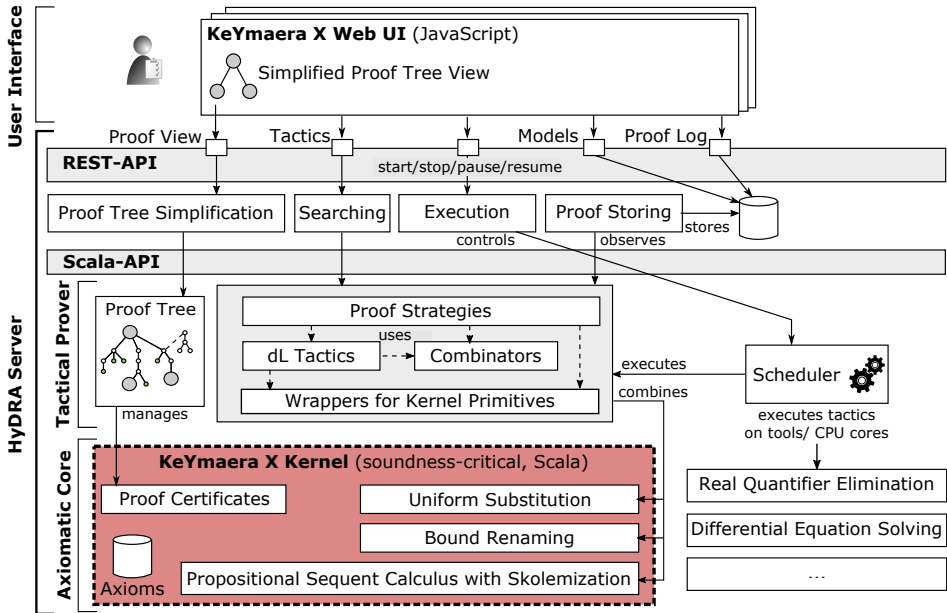 User Interface
KeYmaera X Web UI (JavaScript)
Simplified Proof Tree View
HyDRA Server
Proof View
Tactics
Models
Proof Log
REST-API
start/stop/pause/resume
Proof Tree Simplification
Searching
Execution
Proof Storing
stores
controls
observes
Scala-API
Tactical Prover
Proof Tree
manages
Proof Strategies
uses
dL Tactics
Combinators
Wrappers for Kernel Primitives
executes
combines
Scheduler
executes tactics
on tools/ CPU cores
Axiomatic Core
KeYmaera X Kernel (soundness-critical, Scala)
Proof Certificates
Uniform Substitution
Bound Renaming
Axioms
Propositional Sequent Calculus with Skolemization
Real Quantifier Elimination
Differential Equation Solving
...